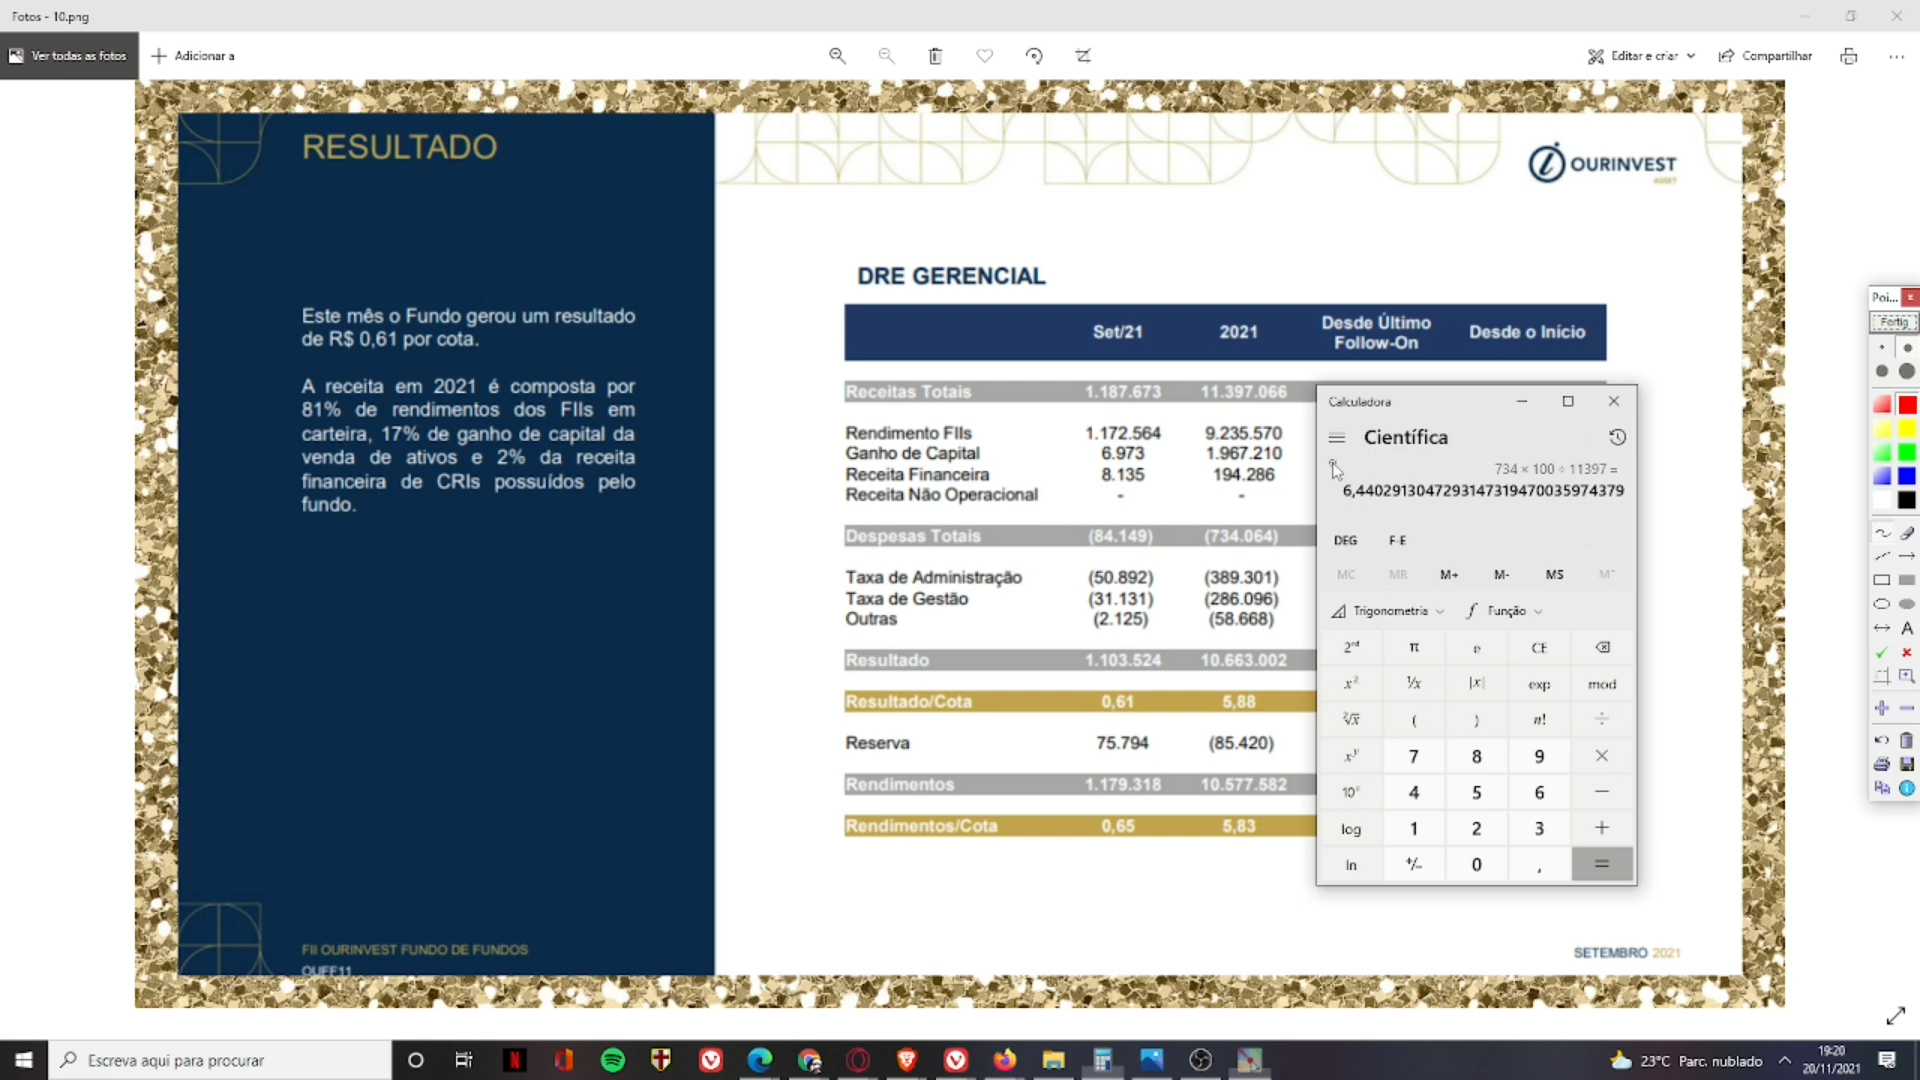 Fotos - 10.png
Ver todas as fotos
Adicionar a
Editar e criar
Compartilhar
RESULTADO
Este mês o Fundo gerou um resultado
de R$ 0,61 por cota.
A receita em 2021 é composta por
81% de rendimentos dos FIIs em
carteira, 17% de ganho de capital da
venda de ativos e 2% da receita
financeira de CRIs possuídos pelo
fundo.
FII OURINVEST FUNDO DE FUNDOS
OUFF11
OURINVEST
ASSET
DRE GERENCIAL
Set/21 2021 Desde Último Follow-On Desde o Início
Receitas Totais 1.187.673 11.397.066
Rendimento FIIs 1.172.564 9.235.570
Ganho de Capital 6.973 1.967.210
Receita Financeira 8.135 194.286
Receita Não Operacional - -
Despesas Totais (84.149) (734.064)
Taxa de Administração (50.892) (389.301)
Taxa de Gestão (31.131) (286.096)
Outras (2.125) (58.668)
Resultado 1.103.524 10.663.002
Resultado/Cota 0,61 5,88
Reserva 75.794 (85.420)
Rendimentos 1.179.318 10.577.582
Rendimentos/Cota 0,65 5,83
SETEMBRO 2021
Calculadora
Científica
734 × 100 ÷ 11397 =
6,4402913047293147319470035974379
DEG F-E
MC MR M+ M- MS M˅
Trigonometria Função
2ⁿᵈ π e CE
x² ¹/x |x| exp mod
²√x ( ) n! ÷
xʸ 7 8 9 ×
10ˣ 4 5 6 −
log 1 2 3 +
ln +/− 0 , =
Poi...
Fertig
A
Escreva aqui para procurar
23°C Parc. nublado
19:20
20/11/2021